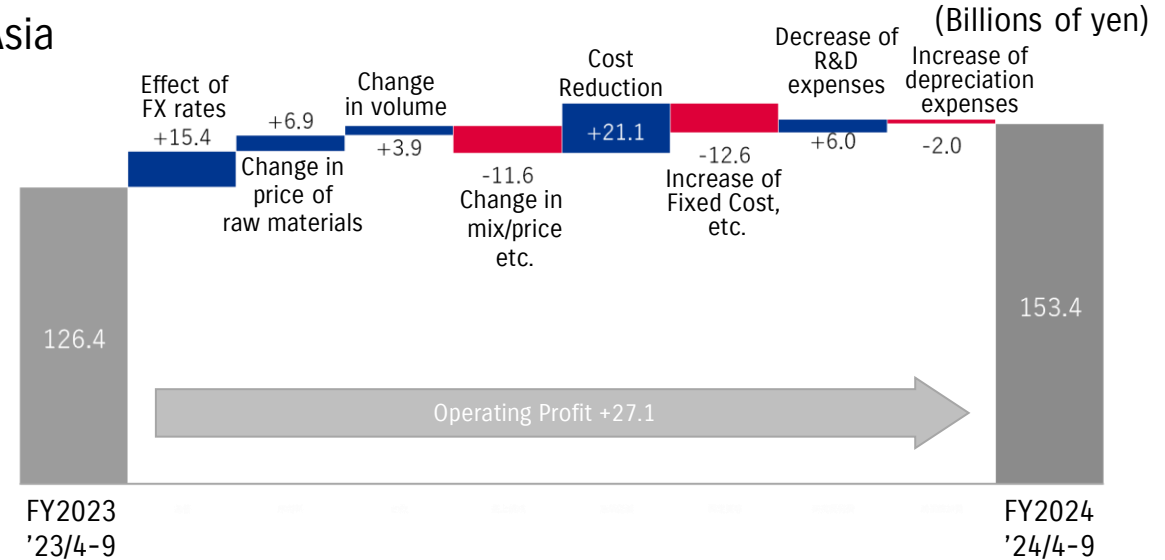 Asia
(Billions of yen)
Effect of
FX rates
+15.4
+6.9
Change in
price of
raw materials
Change
in volume
+3.9
-11.6
Change in
mix/price
etc.
Cost
Reduction
+21.1
-12.6
Increase of
Fixed Cost,
etc.
Decrease of
R&D
expenses
+6.0
Increase of
depreciation
expenses
-2.0
126.4
153.4
Operating Profit +27.1
FY2023
'23/4-9
FY2024
'24/4-9